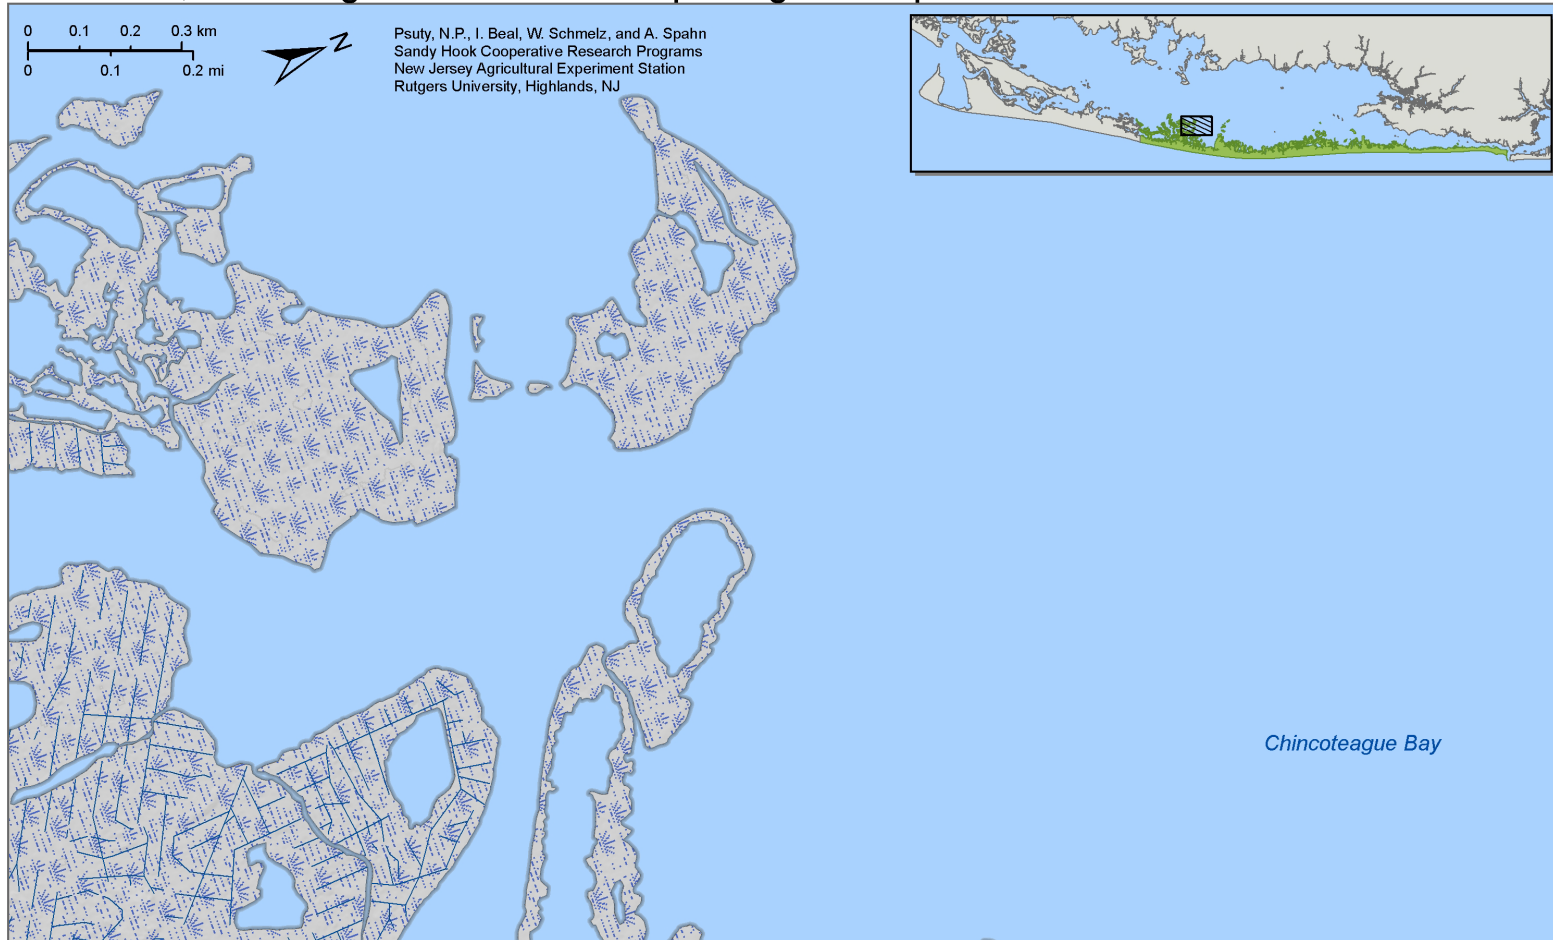 0 0.1 0.2 0.3 km
0 0.1 0.2 mi
N
Psuty, N.P., I. Beal, W. Schmelz, and A. Spahn
Sandy Hook Cooperative Research Programs
New Jersey Agricultural Experiment Station
Rutgers University, Highlands, NJ
Chincoteague Bay